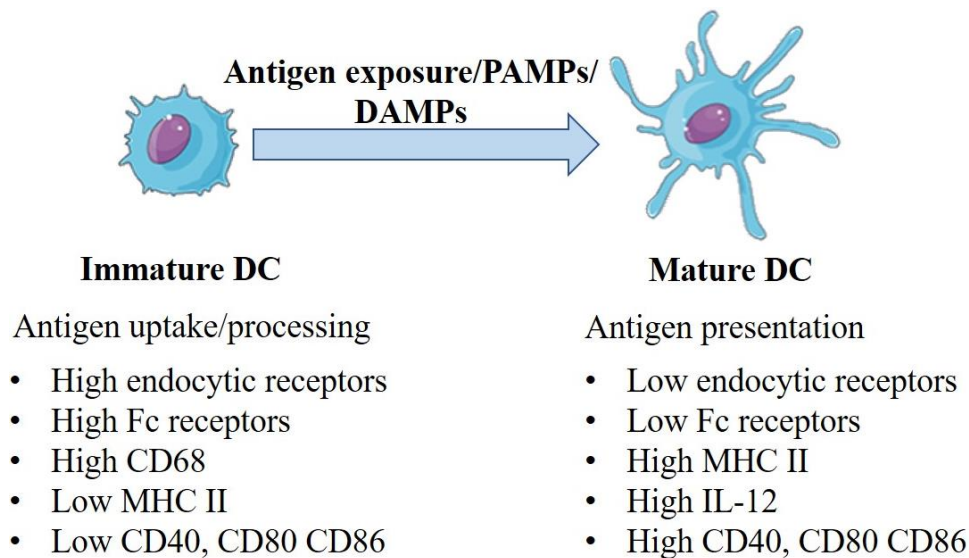 Antigen exposure/PAMPs/
DAMPs
Immature DC
Antigen uptake/processing
• High endocytic receptors
• High Fc receptors
• High CD68
• Low MHC II
• Low CD40, CD80 CD86
Mature DC
Antigen presentation
• Low endocytic receptors
• Low Fc receptors
• High MHC II
• High IL-12
• High CD40, CD80 CD86